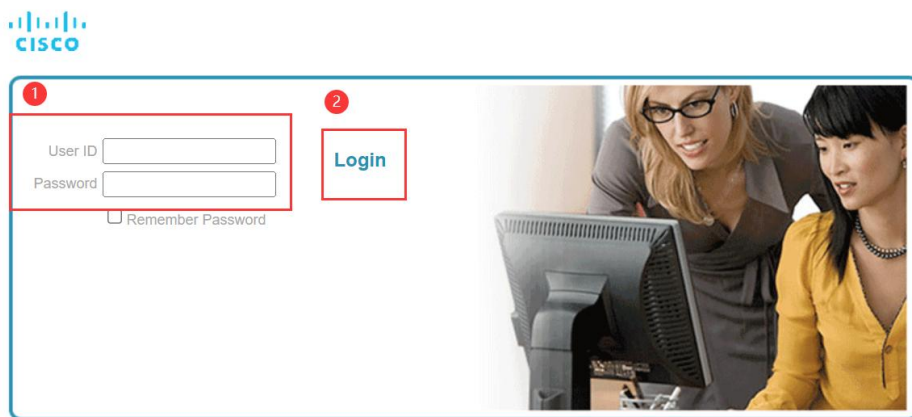 CISCO
1
2
User ID
Login
Password
Remember Password